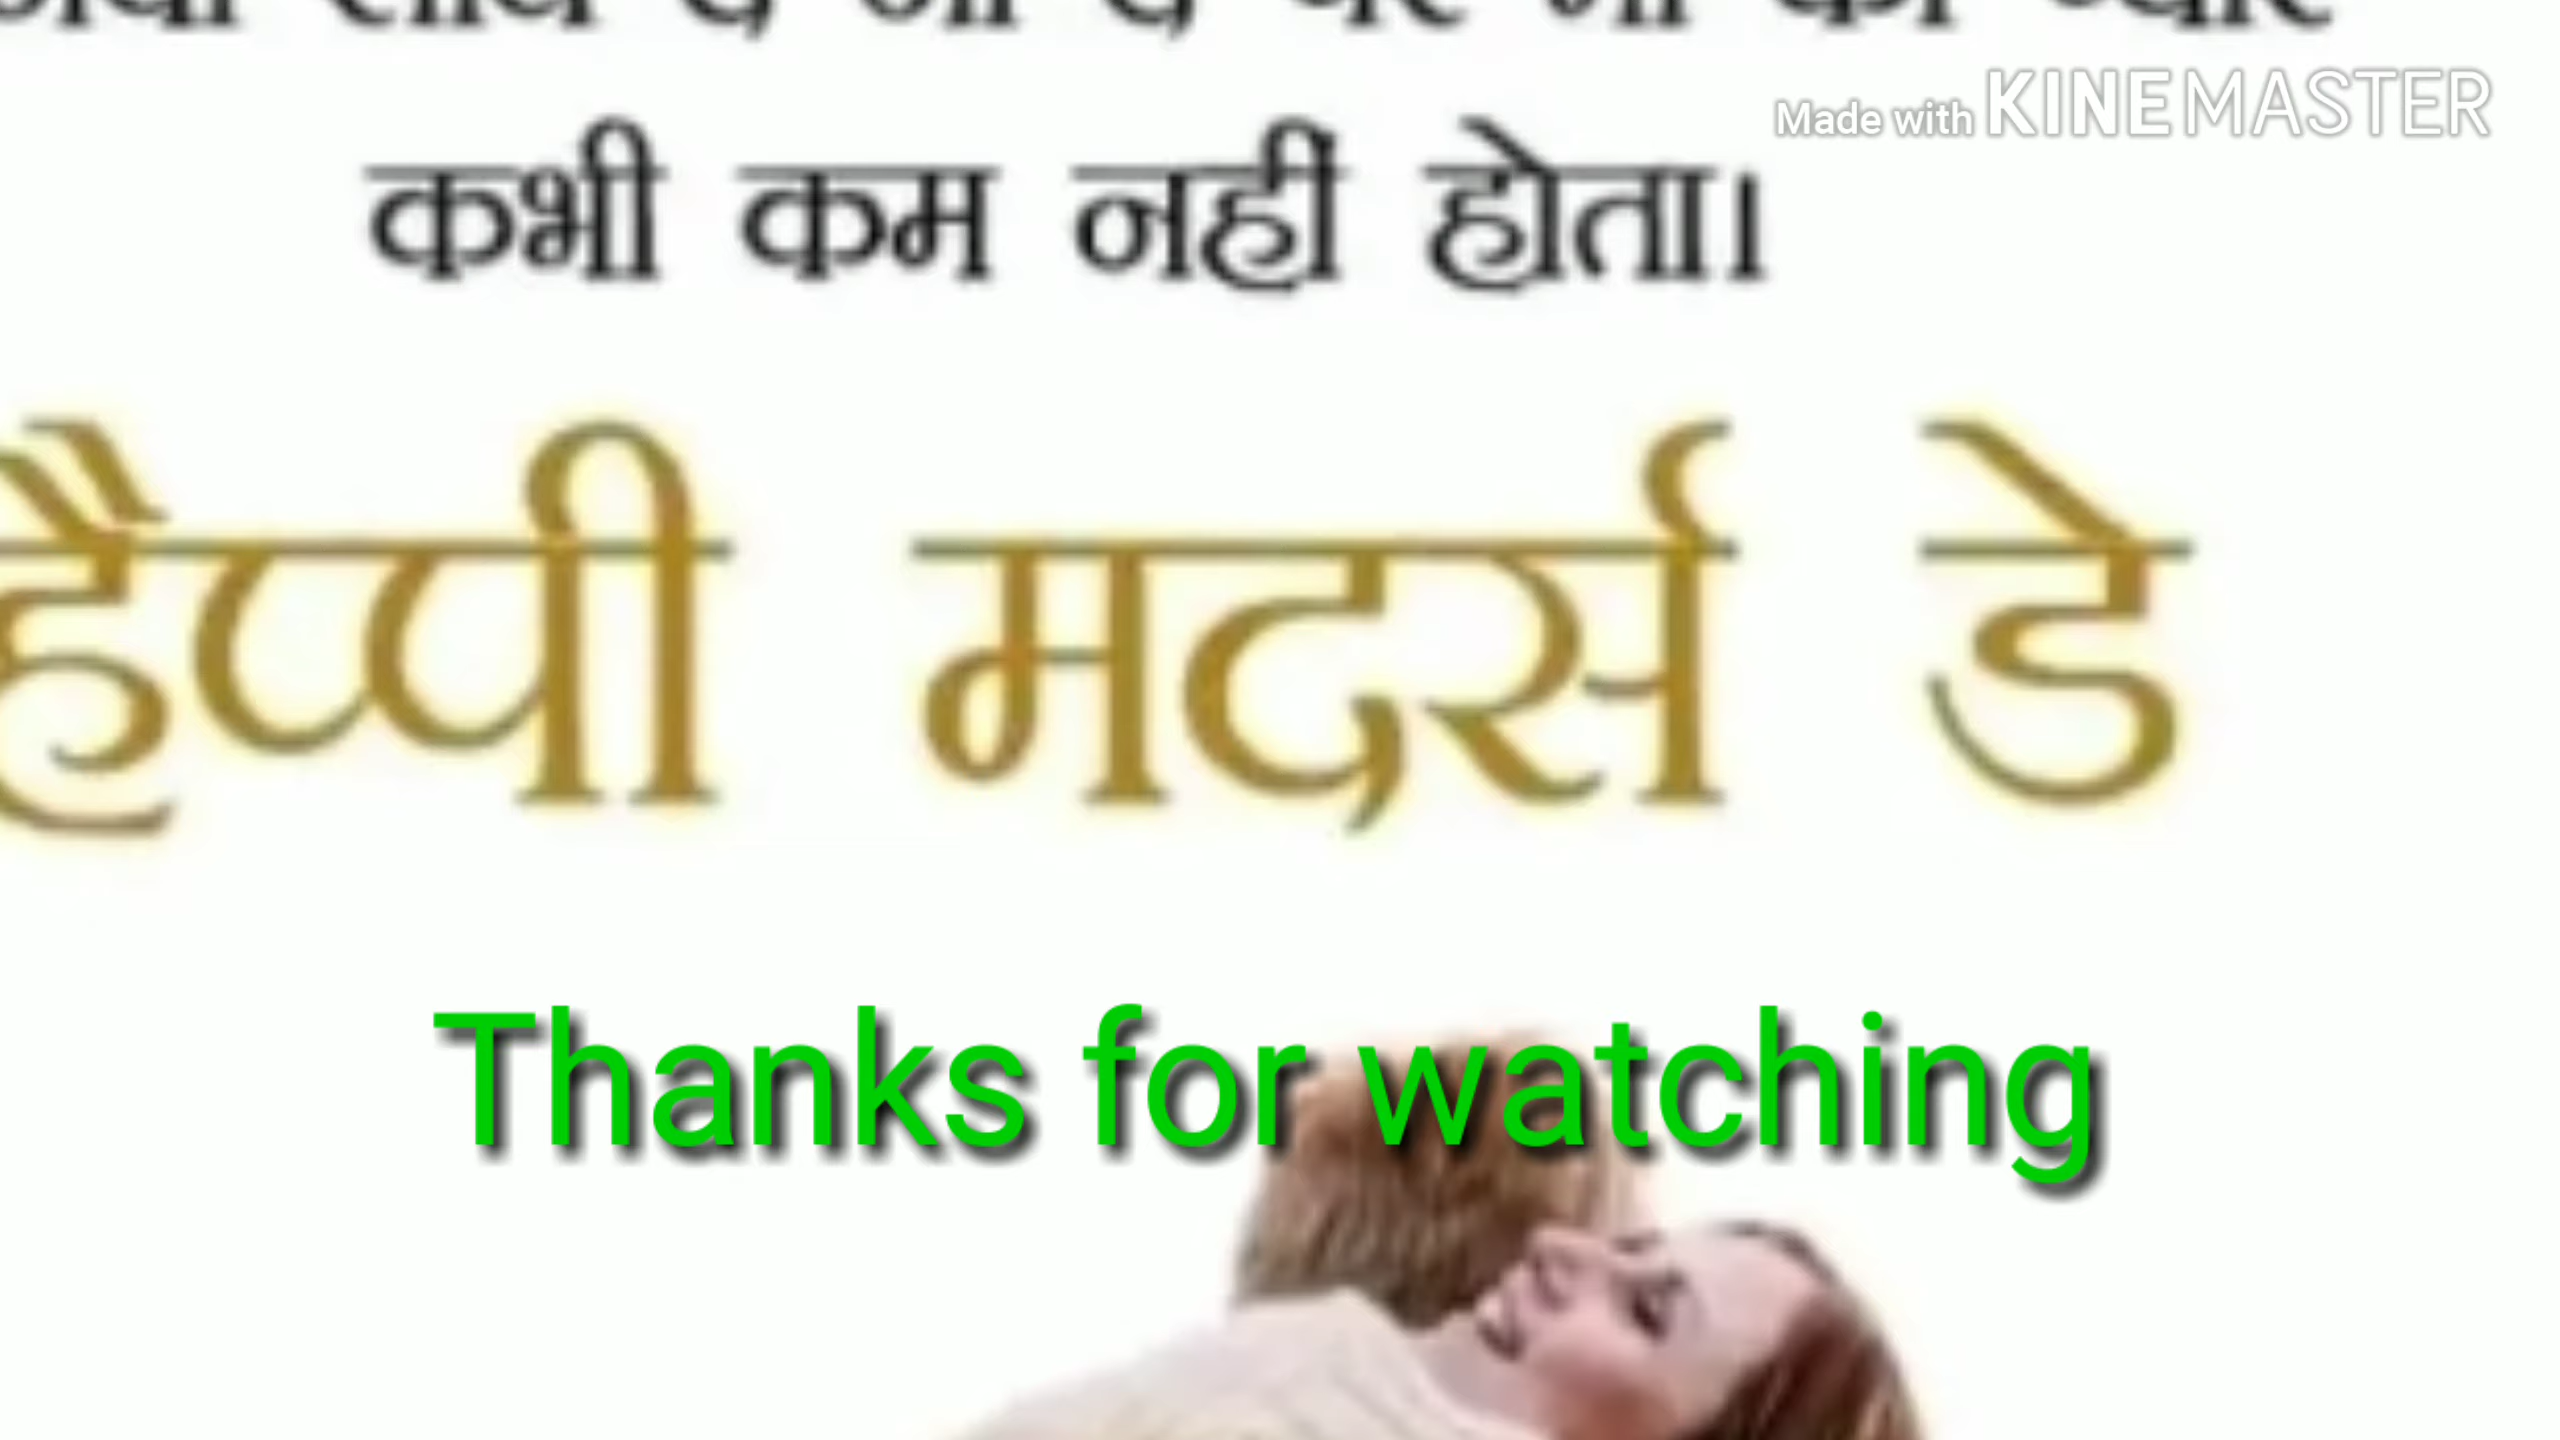 Made with KINEMASTER
कभी कम नहीं होता।
हैप्पी मदर्स डे
Thanks for watching